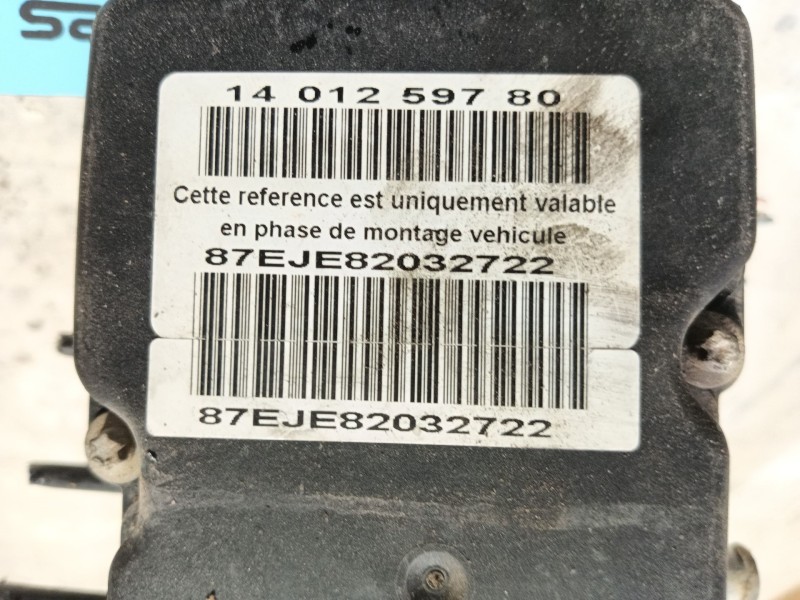 14 012 597 80
Cette reference est uniquement valable
en phase de montage vehicule
87EJE82032722
87EJE82032722